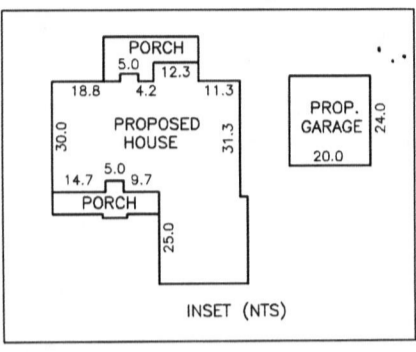 PORCH
5.0
12.3
18.8
4.2
11.3
30.0
PROPOSED
HOUSE
31.3
PROP.
GARAGE
24.0
20.0
14.7
5.0
9.7
PORCH
25.0
INSET (NTS)